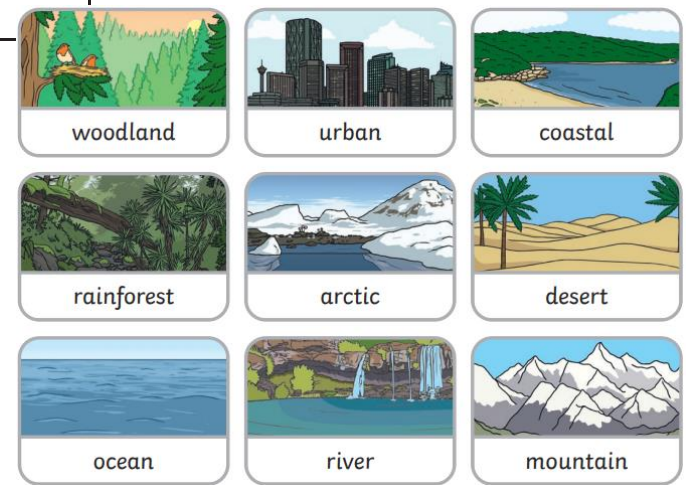 woodland urban coastal
rainforest arctic desert
ocean river mountain